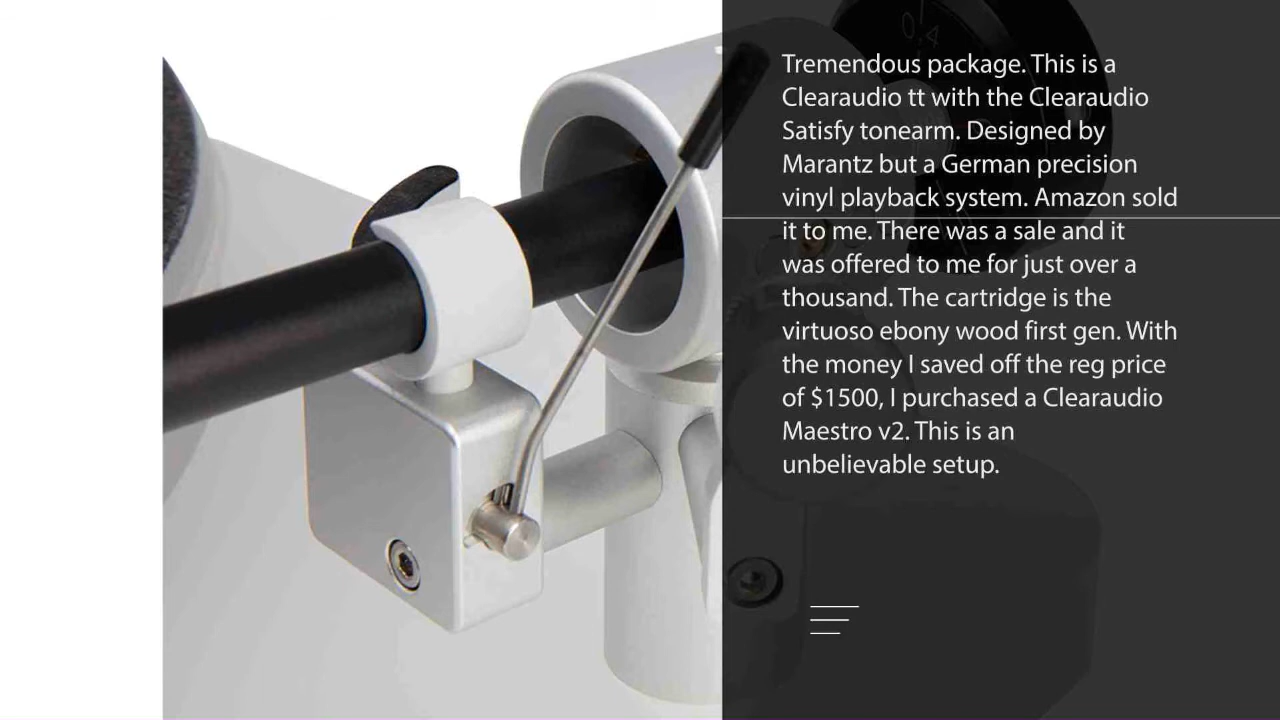 0
4
Tremendous package. This is a
Clearaudio tt with the Clearaudio
Satisfy tonearm. Designed by
Marantz but a German precision
vinyl playback system. Amazon sold
it to me. There was a sale and it
was offered to me for just over a
thousand. The cartridge is the
virtuoso ebony wood first gen. With
the money I saved off the reg price
of $1500, I purchased a Clearaudio
Maestro v2. This is an
unbelievable setup.